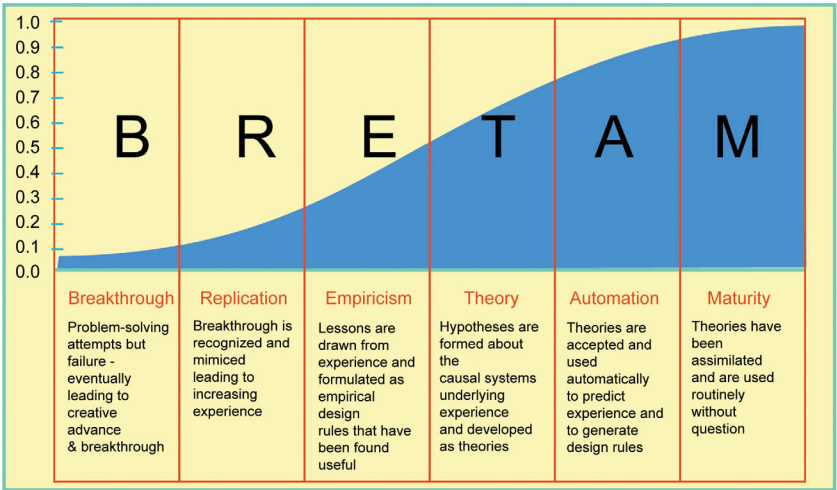 1.0
0.9
0.8
0.7
0.6
0.5
0.4
0.3
0.2
0.1
0.0
B R E T A M
Breakthrough
Problem-solving
attempts but
failure -
eventually
leading to
creative
advance
& breakthrough
Replication
Breakthrough is
recognized and
mimiced
leading to
increasing
experience
Empiricism
Lessons are
drawn from
experience and
formulated as
empirical
design
rules that have
been found
useful
Theory
Hypotheses are
formed about
the
causal systems
underlying
experience
and developed
as theories
Automation
Theories are
accepted and
used
automatically
to predict
experience and
to generate
design rules
Maturity
Theories have
been
assimilated
and are used
routinely
without
question